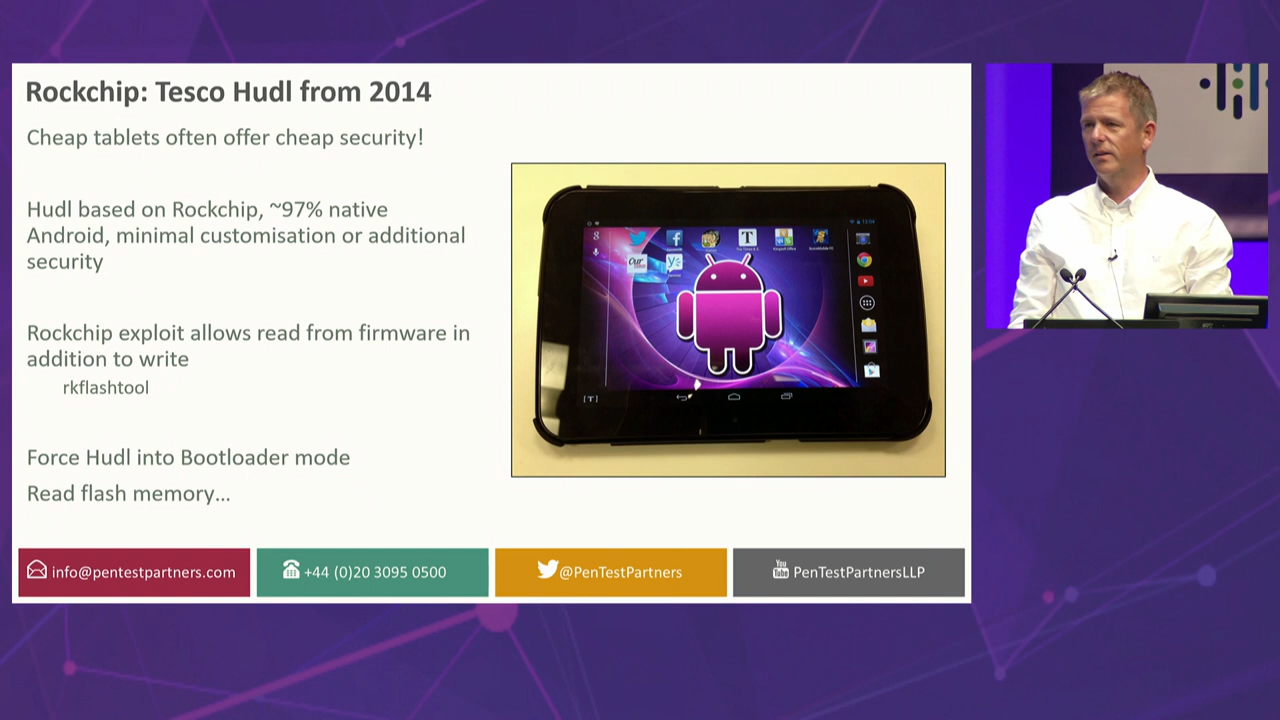 Rockchip: Tesco Hudl from 2014
Cheap tablets often offer cheap security!
Hudl based on Rockchip, ~97% native
Android, minimal customisation or additional
security
Rockchip exploit allows read from firmware in
addition to write
rkflashtool
Force Hudl into Bootloader mode
Read flash memory...
info@pentestpartners.com
+44 (0)20 3095 0500
@PenTestPartners
You
Tube
PenTestPartnersLLP